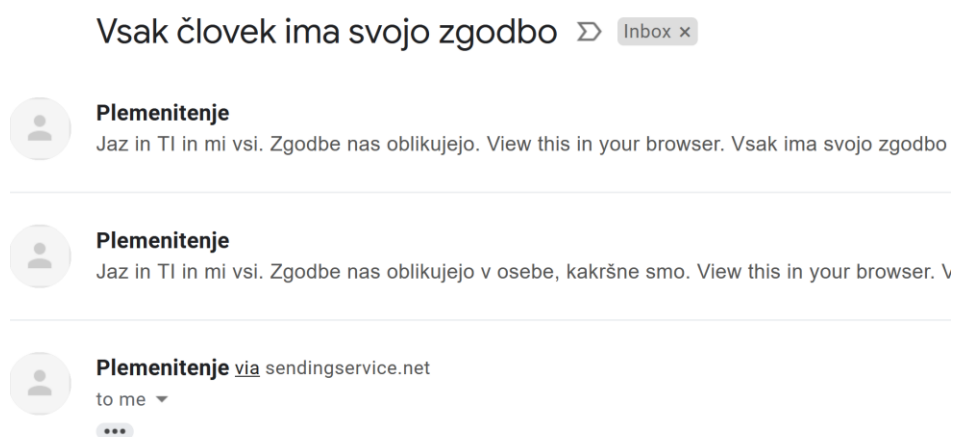 Vsak človek ima svojo zgodbo Inbox ×
Plemenitenje
Jaz in TI in mi vsi. Zgodbe nas oblikujejo. View this in your browser. Vsak ima svojo zgodbo
Plemenitenje
Jaz in TI in mi vsi. Zgodbe nas oblikujejo v osebe, kakršne smo. View this in your browser.
Plemenitenje via sendingservice.net
to me